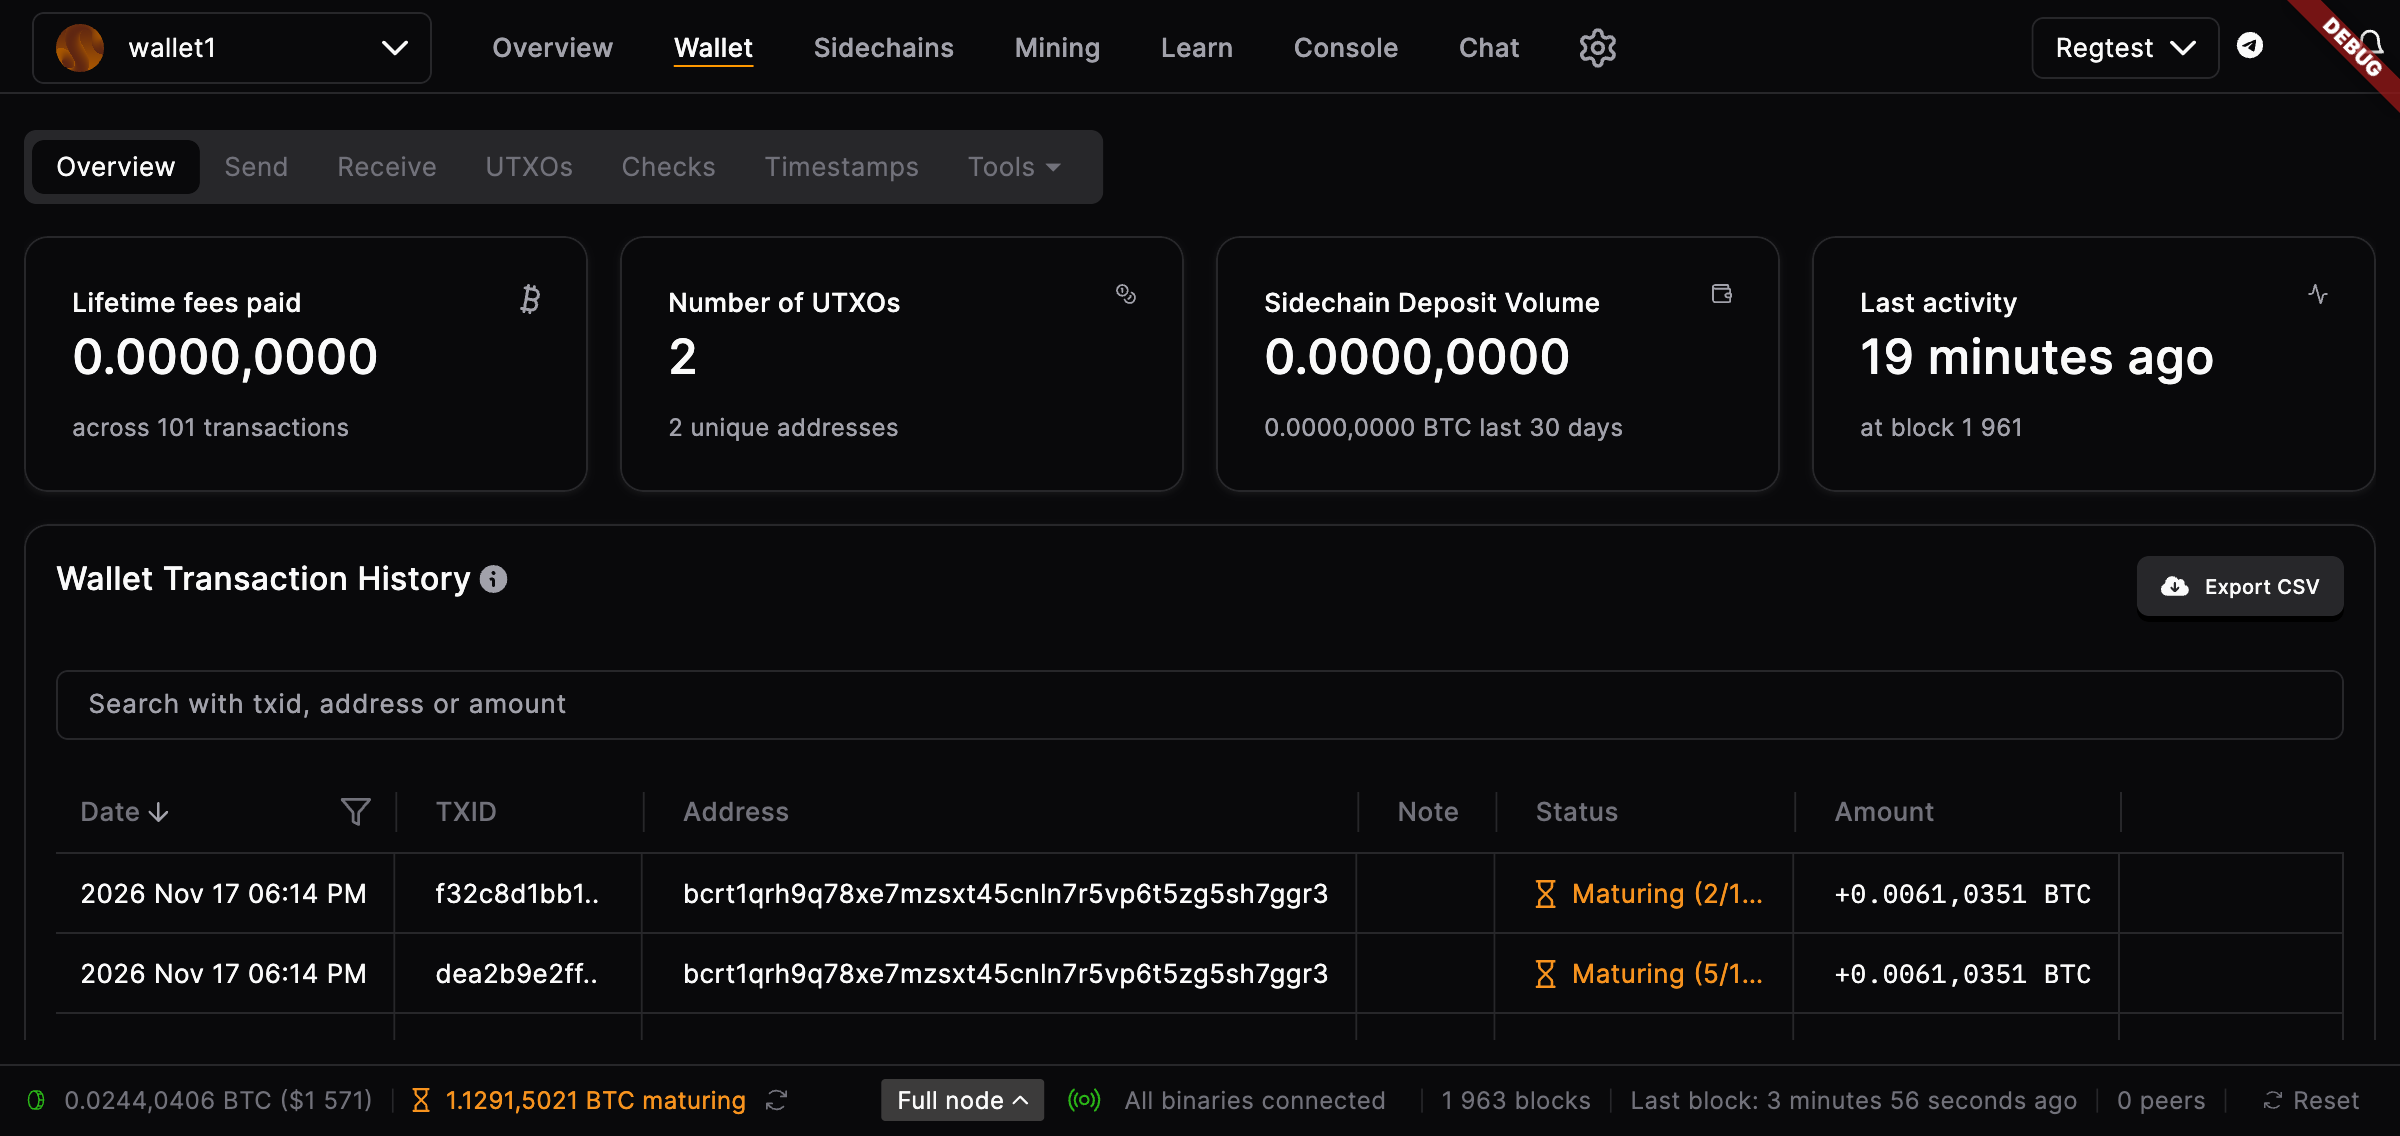 wallet1
Overview
Wallet
Sidechains
Mining
Learn
Console
Chat
Regtest
DEBUG
Overview
Send
Receive
UTXOs
Checks
Timestamps
Tools
Lifetime fees paid
0.0000,0000
across 101 transactions
Number of UTXOs
2
2 unique addresses
Sidechain Deposit Volume
0.0000,0000
0.0000,0000 BTC last 30 days
Last activity
19 minutes ago
at block 1 961
Wallet Transaction History
Export CSV
Search with txid, address or amount
Date TXID Address Note Status Amount
2026 Nov 17 06:14 PM f32c8d1bb1.. bcrt1qrh9q78xe7mzsxt45cnln7r5vp6t5zg5sh7ggr3 Maturing (2/1... +0.0061,0351 BTC
2026 Nov 17 06:14 PM dea2b9e2ff.. bcrt1qrh9q78xe7mzsxt45cnln7r5vp6t5zg5sh7ggr3 Maturing (5/1... +0.0061,0351 BTC
0.0244,0406 BTC ($1 571)
1.1291,5021 BTC maturing
Full node
All binaries connected
1 963 blocks
Last block: 3 minutes 56 seconds ago
0 peers
Reset